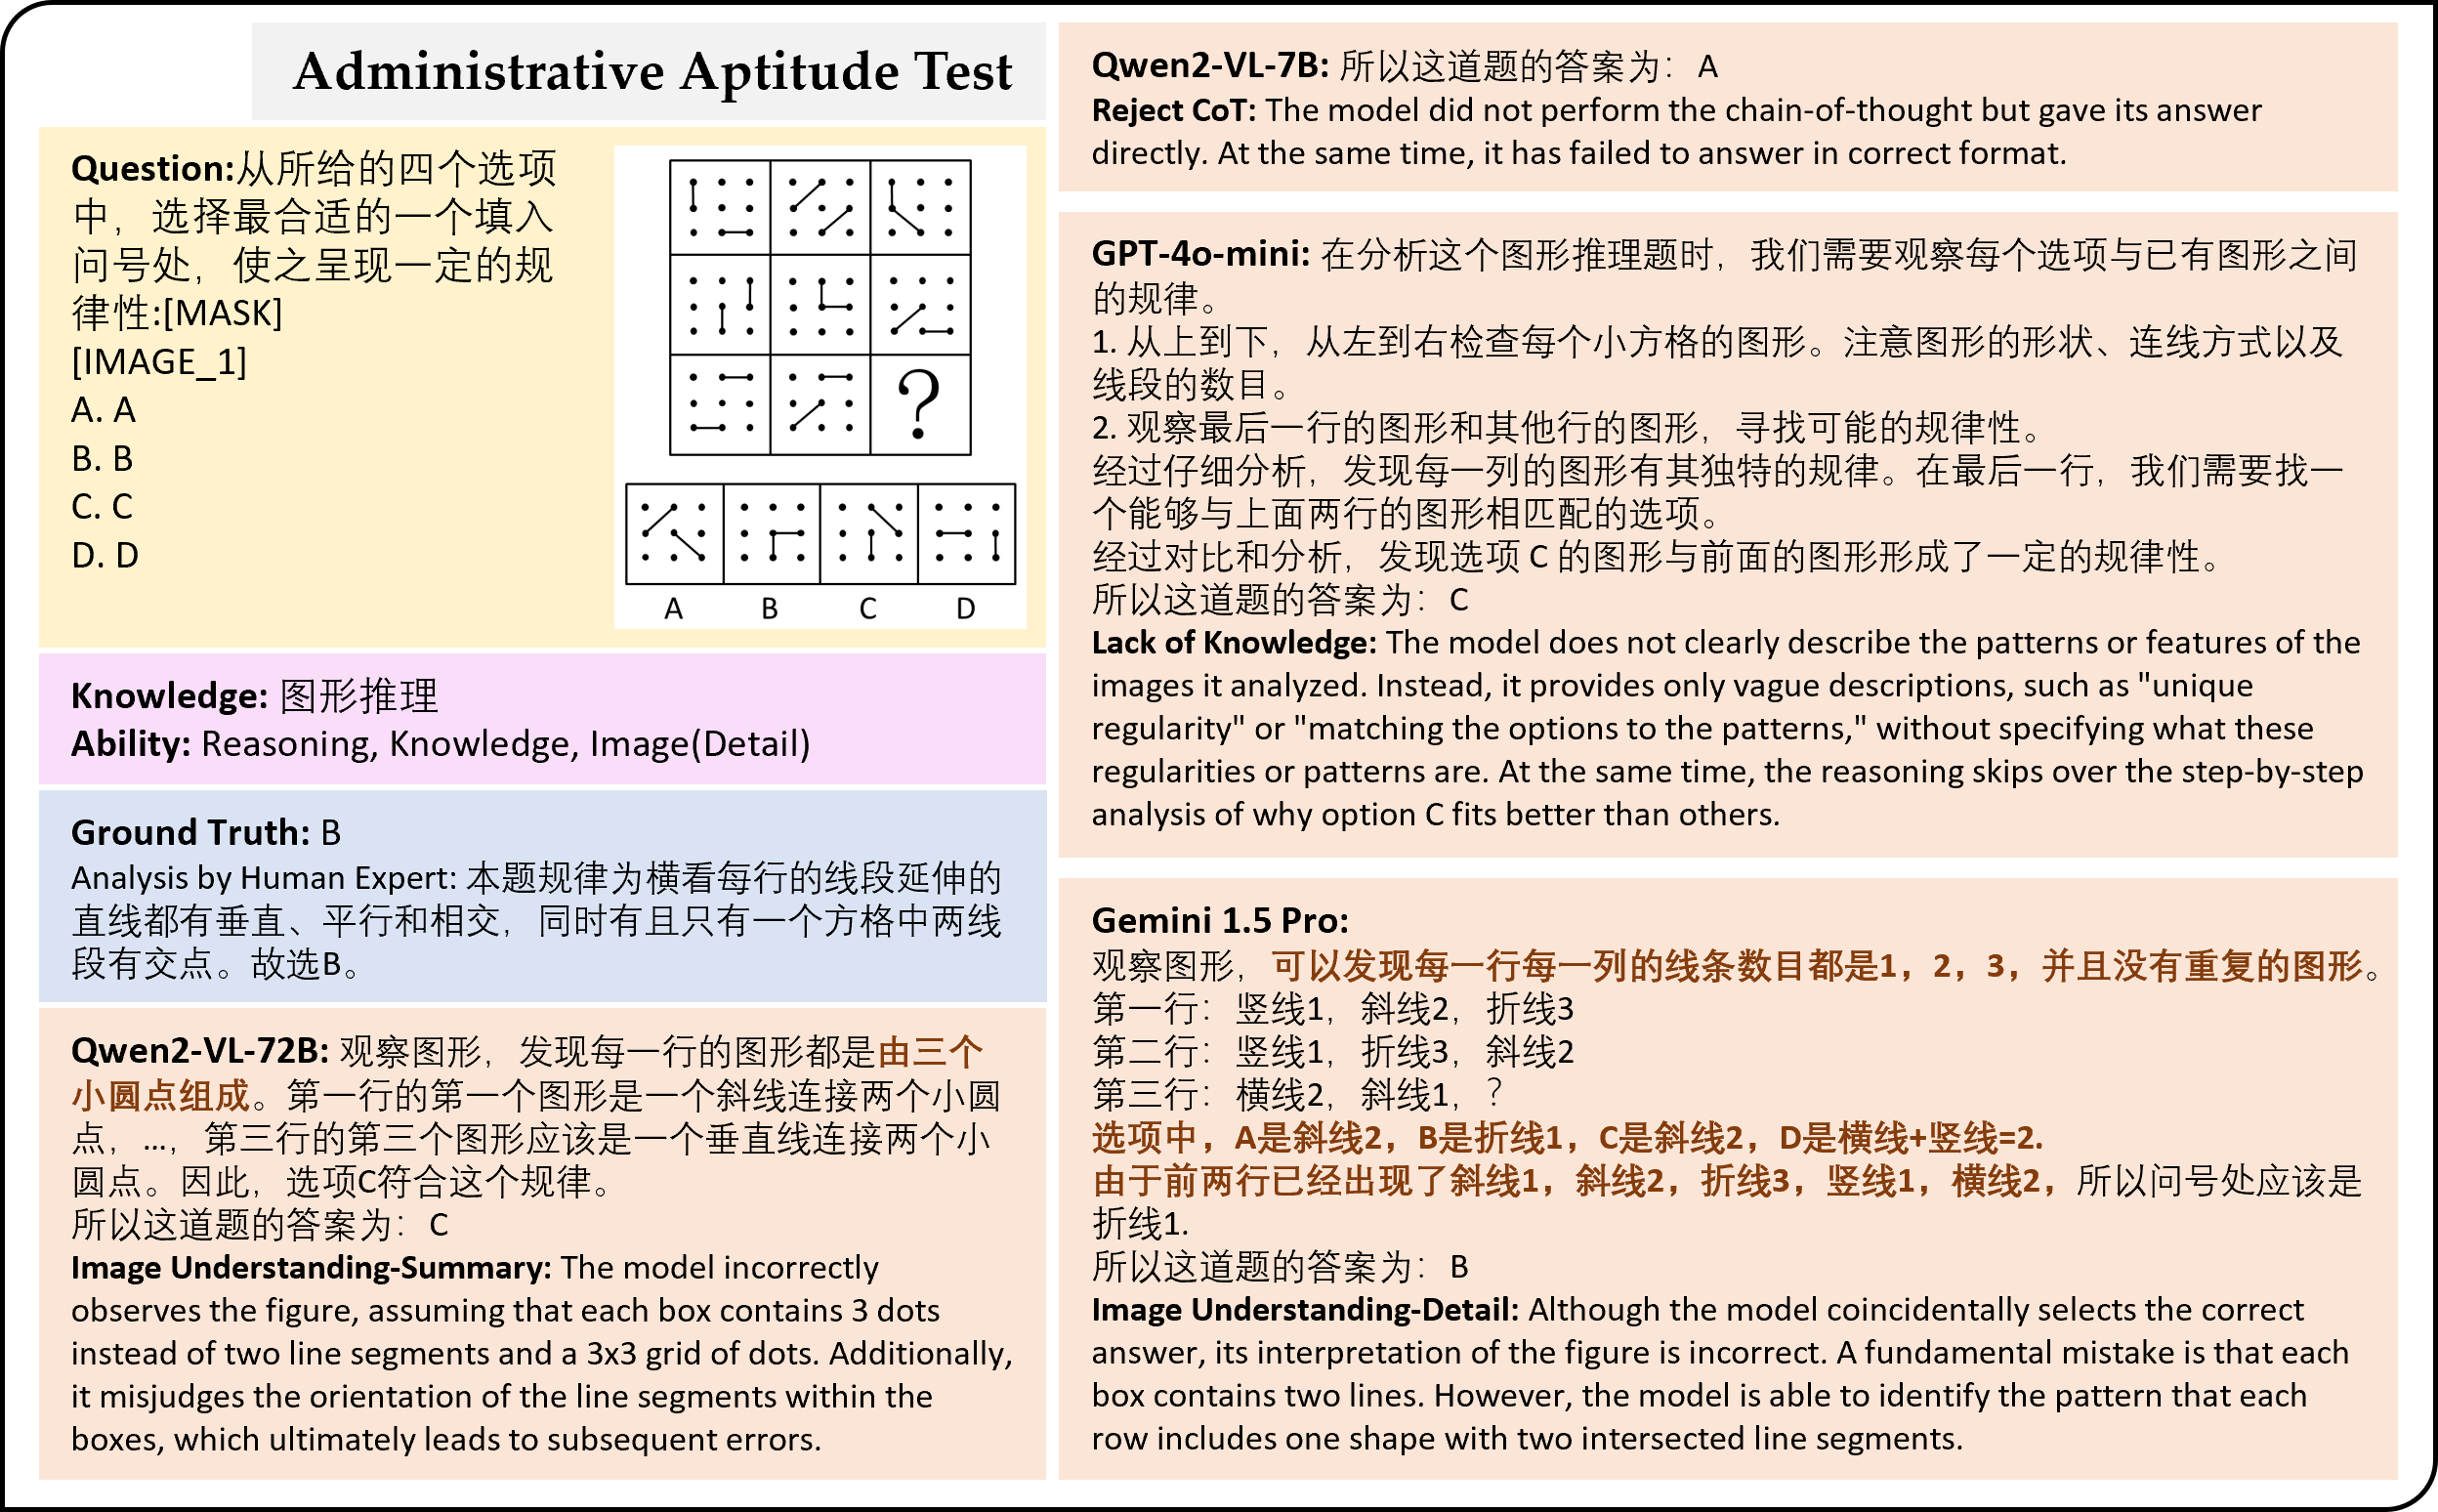 Administrative Aptitude Test
Question:从所给的四个选项
中，选择最合适的一个填入
问号处，使之呈现一定的规
律性:[MASK]
[IMAGE_1]
A. A
B. B
C. C
D. D
?
A B C D
Knowledge: 图形推理
Ability: Reasoning, Knowledge, Image(Detail)
Ground Truth: B
Analysis by Human Expert: 本题规律为横看每行的线段延伸的
直线都有垂直、平行和相交，同时有且只有一个方格中两线
段有交点。故选B。
Qwen2-VL-72B: 观察图形，发现每一行的图形都是由三个
小圆点组成。第一行的第一个图形是一个斜线连接两个小圆
点，...，第三行的第三个图形应该是一个垂直线连接两个小
圆点。因此，选项C符合这个规律。
所以这道题的答案为：C
Image Understanding-Summary: The model incorrectly
observes the figure, assuming that each box contains 3 dots
instead of two line segments and a 3x3 grid of dots. Additionally,
it misjudges the orientation of the line segments within the
boxes, which ultimately leads to subsequent errors.
Qwen2-VL-7B: 所以这道题的答案为：A
Reject CoT: The model did not perform the chain-of-thought but gave its answer
directly. At the same time, it has failed to answer in correct format.
GPT-4o-mini: 在分析这个图形推理题时，我们需要观察每个选项与已有图形之间
的规律。
1. 从上到下，从左到右检查每个小方格的图形。注意图形的形状、连线方式以及
线段的数目。
2. 观察最后一行的图形和其他行的图形，寻找可能的规律性。
经过仔细分析，发现每一列的图形有其独特的规律。在最后一行，我们需要找一
个能够与上面两行的图形相匹配的选项。
经过对比和分析，发现选项 C 的图形与前面的图形形成了一定的规律性。
所以这道题的答案为：C
Lack of Knowledge: The model does not clearly describe the patterns or features of the
images it analyzed. Instead, it provides only vague descriptions, such as "unique
regularity" or "matching the options to the patterns," without specifying what these
regularities or patterns are. At the same time, the reasoning skips over the step-by-step
analysis of why option C fits better than others.
Gemini 1.5 Pro:
观察图形，可以发现每一行每一列的线条数目都是1，2，3，并且没有重复的图形。
第一行：竖线1，斜线2，折线3
第二行：竖线1，折线3，斜线2
第三行：横线2，斜线1，？
选项中，A是斜线2，B是折线1，C是斜线2，D是横线+竖线=2.
由于前两行已经出现了斜线1，斜线2，折线3，竖线1，横线2，所以问号处应该是
折线1.
所以这道题的答案为：B
Image Understanding-Detail: Although the model coincidentally selects the correct
answer, its interpretation of the figure is incorrect. A fundamental mistake is that each
box contains two lines. However, the model is able to identify the pattern that each
row includes one shape with two intersected line segments.